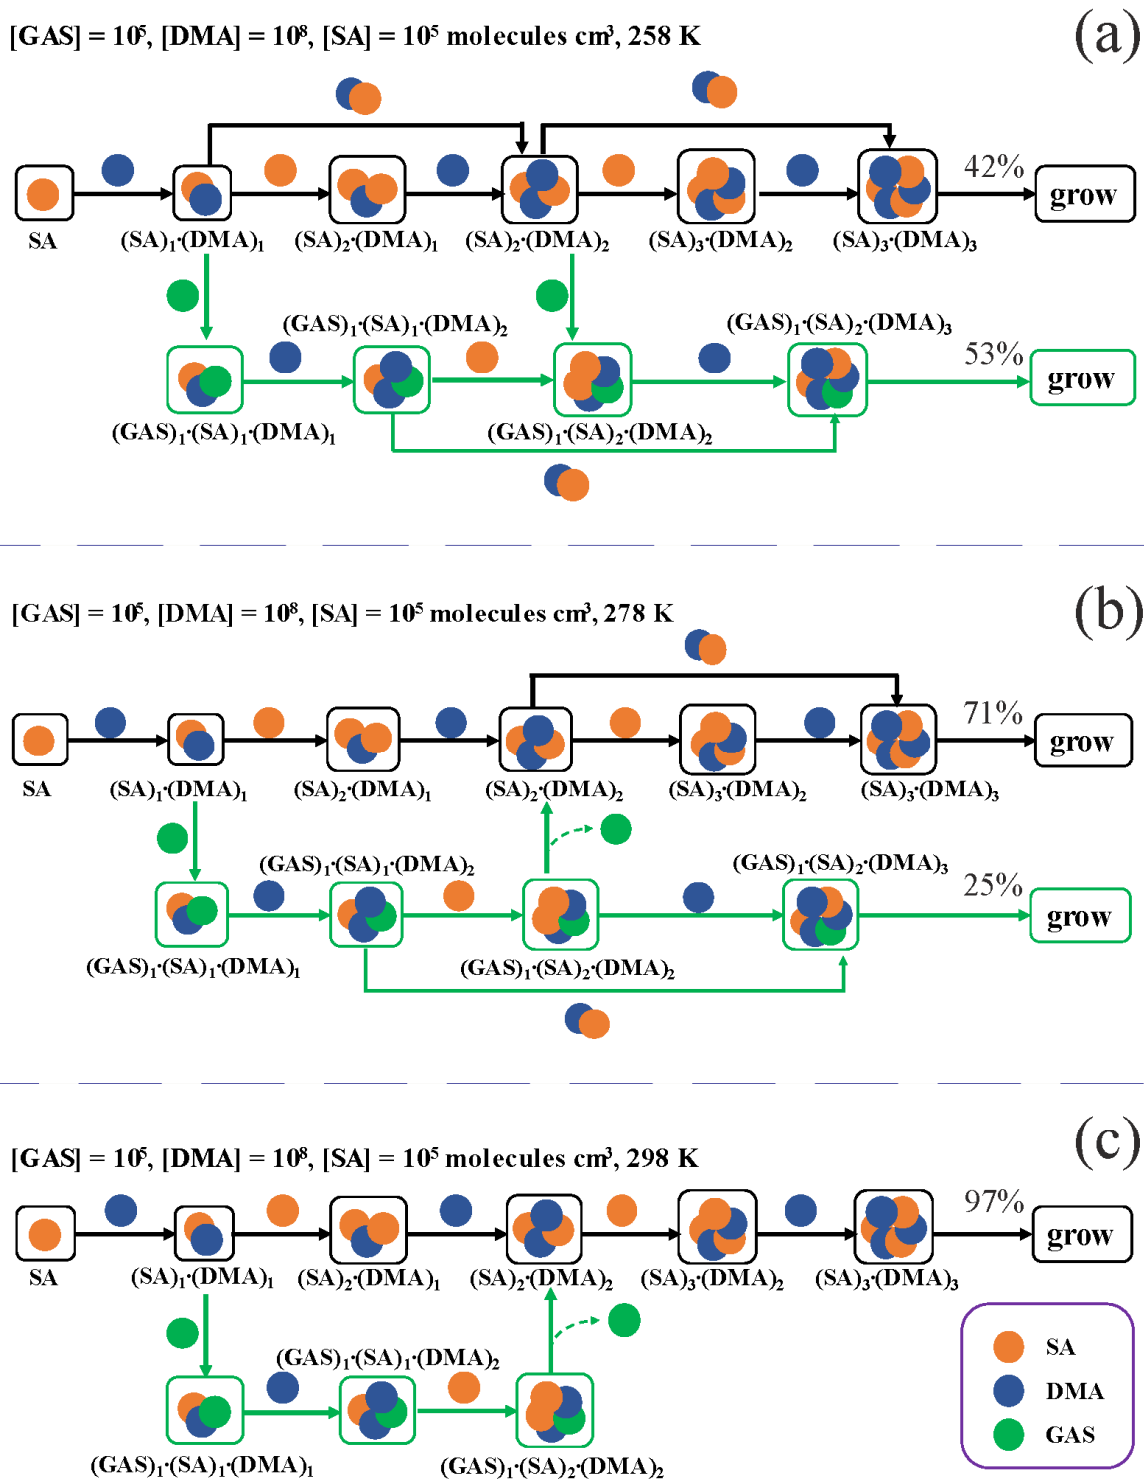 (a)
[GAS] = 10⁵, [DMA] = 10⁸, [SA] = 10⁵ molecules cm³, 258 K
42%
grow
SA
(SA)₁·(DMA)₁
(SA)₂·(DMA)₁
(SA)₂·(DMA)₂
(SA)₃·(DMA)₂
(SA)₃·(DMA)₃
(GAS)₁·(SA)₁·(DMA)₂
(GAS)₁·(SA)₂·(DMA)₃
53%
grow
(GAS)₁·(SA)₁·(DMA)₁
(GAS)₁·(SA)₂·(DMA)₂
(b)
[GAS] = 10⁵, [DMA] = 10⁸, [SA] = 10⁵ molecules cm³, 278 K
71%
grow
SA
(SA)₁·(DMA)₁
(SA)₂·(DMA)₁
(SA)₂·(DMA)₂
(SA)₃·(DMA)₂
(SA)₃·(DMA)₃
(GAS)₁·(SA)₁·(DMA)₂
(GAS)₁·(SA)₂·(DMA)₃
25%
grow
(GAS)₁·(SA)₁·(DMA)₁
(GAS)₁·(SA)₂·(DMA)₂
(c)
[GAS] = 10⁵, [DMA] = 10⁸, [SA] = 10⁵ molecules cm³, 298 K
97%
grow
SA
(SA)₁·(DMA)₁
(SA)₂·(DMA)₁
(SA)₂·(DMA)₂
(SA)₃·(DMA)₂
(SA)₃·(DMA)₃
(GAS)₁·(SA)₁·(DMA)₂
(GAS)₁·(SA)₁·(DMA)₁
(GAS)₁·(SA)₂·(DMA)₂
SA
DMA
GAS